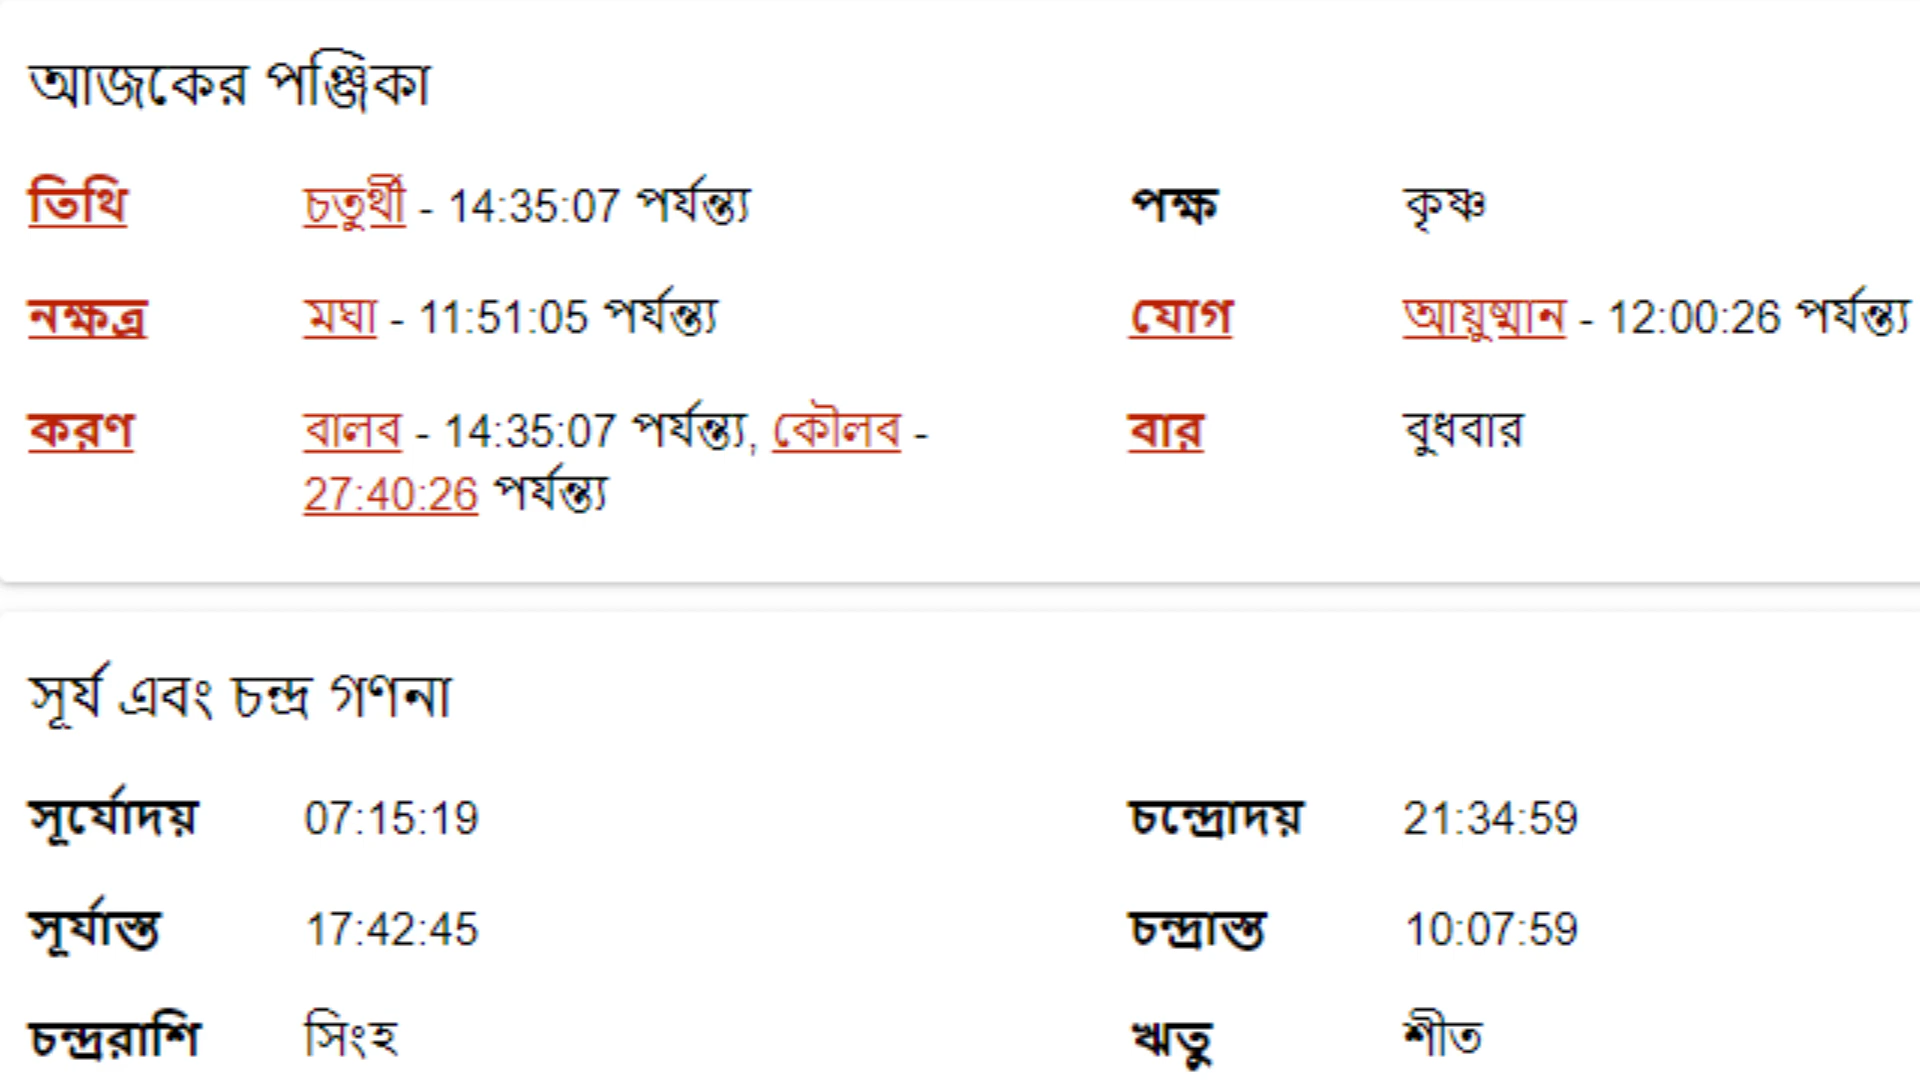 আজকের পঞ্জিকা
তিথি চতুর্থী - 14:35:07 পর্যন্ত্য পক্ষ কৃষ্ণ
নক্ষত্র মঘা - 11:51:05 পর্যন্ত্য যোগ আয়ুষ্মান - 12:00:26 পর্যন্ত্য
করণ বালব - 14:35:07 পর্যন্ত্য, কৌলব - বার বুধবার
27:40:26 পর্যন্ত্য
সূর্য এবং চন্দ্র গণনা
সূর্যোদয় 07:15:19 চন্দ্রোদয় 21:34:59
সূর্যাস্ত 17:42:45 চন্দ্রাস্ত 10:07:59
চন্দ্ররাশি সিংহ ঋতু শীত